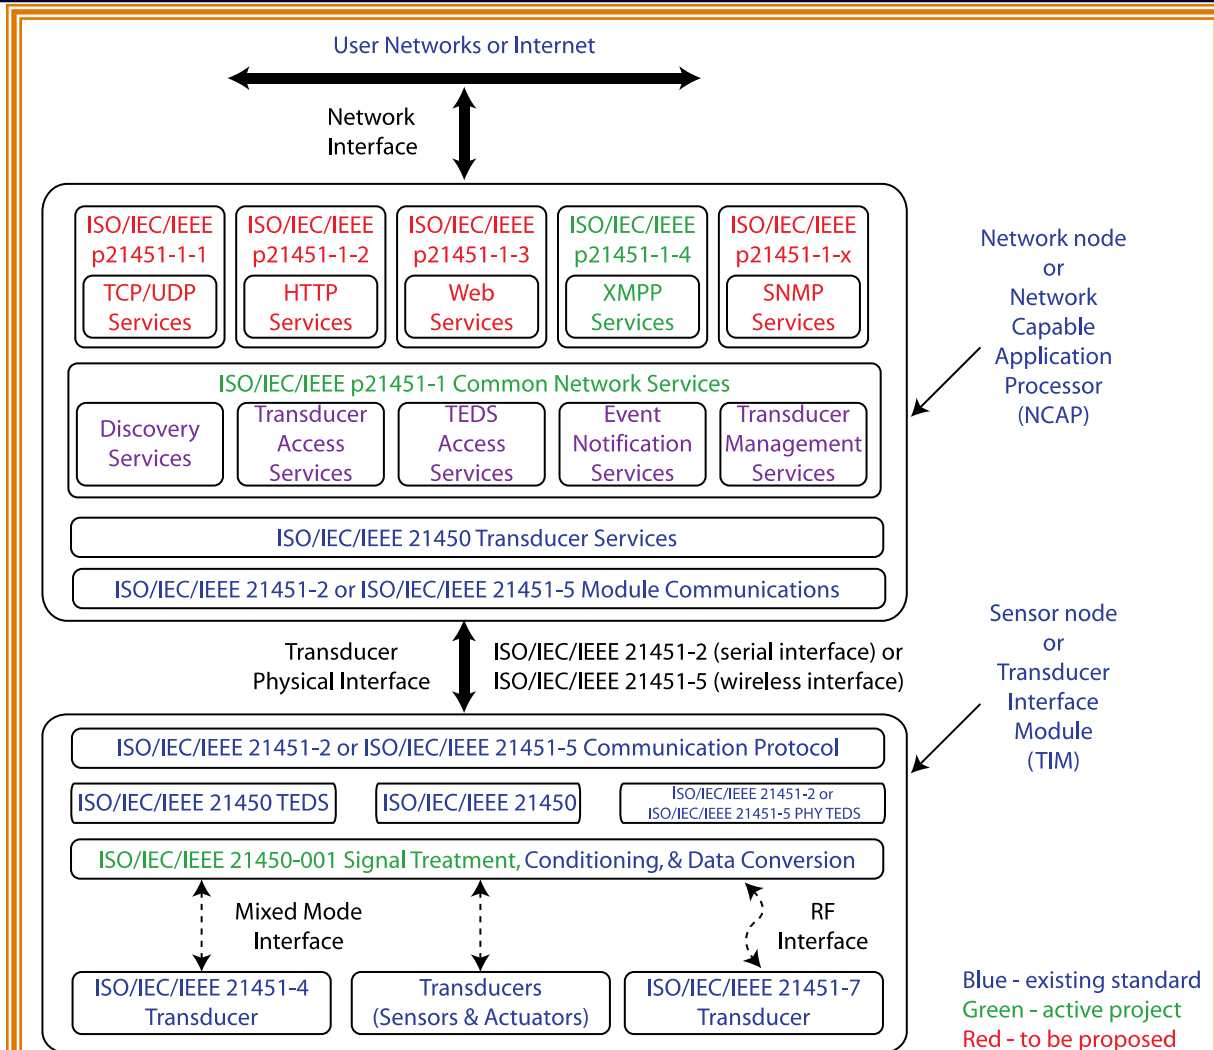 User Networks or Internet
Network
Interface
ISO/IEC/IEEE
p21451-1-1
TCP/UDP
Services
ISO/IEC/IEEE
p21451-1-2
HTTP
Services
ISO/IEC/IEEE
p21451-1-3
Web
Services
ISO/IEC/IEEE
p21451-1-4
XMPP
Services
ISO/IEC/IEEE
p21451-1-x
SNMP
Services
ISO/IEC/IEEE p21451-1 Common Network Services
Discovery
Services
Transducer
Access
Services
TEDS
Access
Services
Event
Notification
Services
Transducer
Management
Services
ISO/IEC/IEEE 21450 Transducer Services
ISO/IEC/IEEE 21451-2 or ISO/IEC/IEEE 21451-5 Module Communications
Network node
or
Network
Capable
Application
Processor
(NCAP)
Transducer
Physical Interface
ISO/IEC/IEEE 21451-2 (serial interface) or
ISO/IEC/IEEE 21451-5 (wireless interface)
Sensor node
or
Transducer
Interface
Module
(TIM)
ISO/IEC/IEEE 21451-2 or ISO/IEC/IEEE 21451-5 Communication Protocol
ISO/IEC/IEEE 21450 TEDS
ISO/IEC/IEEE 21450
ISO/IEC/IEEE 21451-2 or
ISO/IEC/IEEE 21451-5 PHY TEDS
ISO/IEC/IEEE 21450-001 Signal Treatment, Conditioning, & Data Conversion
Mixed Mode
Interface
RF
Interface
ISO/IEC/IEEE 21451-4
Transducer
Transducers
(Sensors & Actuators)
ISO/IEC/IEEE 21451-7
Transducer
Blue - existing standard
Green - active project
Red - to be proposed